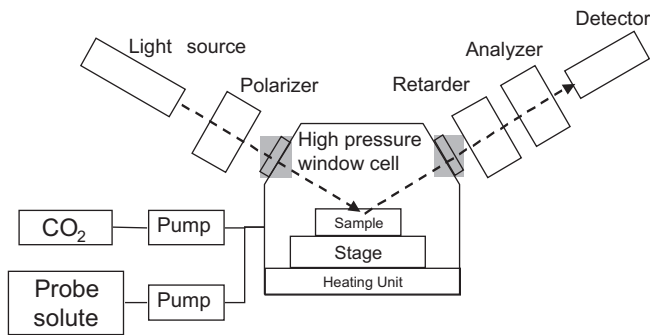 Detector
Light source
Analyzer
Polarizer
Retarder
High pressure
window cell
Sample
CO₂
Pump
Stage
Heating Unit
Probe
solute
Pump